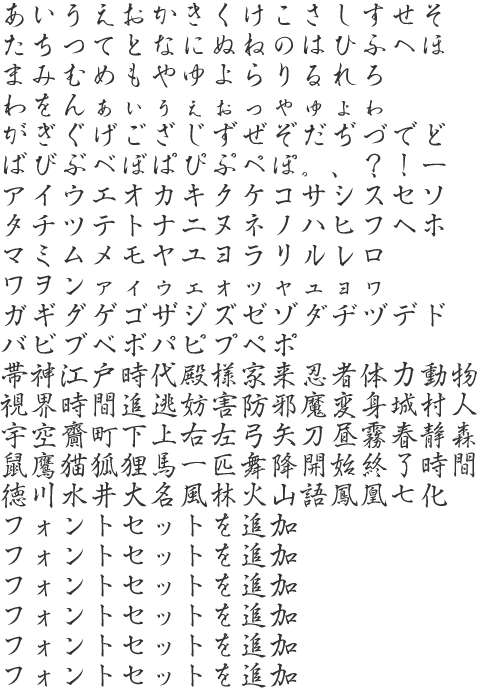 あいうえおかきくけこさしすせそ
たちつてとなにぬねのはひふへほ
まみむめもやゆよらりるれろ
わをんぁぃぅぇぉっゃゅょゎ
がぎぐげござじずぜぞだぢづでど
ばびぶべぼぱぴぷぺぽ。、？！ー
アイウエオカキクケコサシスセソ
タチツテトナニヌネノハヒフヘホ
マミムメモヤユヨラリルレロ
ワヲンァィゥェォッャュョヮ
ガギグゲゴザジズゼゾダヂヅデド
バビブベボパピプペポ
帯神江戸時代殿様家来忍者体力動物
視界時間追逃妨害防邪魔変身城村人
宇空齋町下上右左弓矢刀昼霧春静森
鼠鷹猫狐狸馬一匹舞降開始終了時間
徳川水井大名風林火山語鳳凰七化
フォントセットを追加
フォントセットを追加
フォントセットを追加
フォントセットを追加
フォントセットを追加
フォントセットを追加